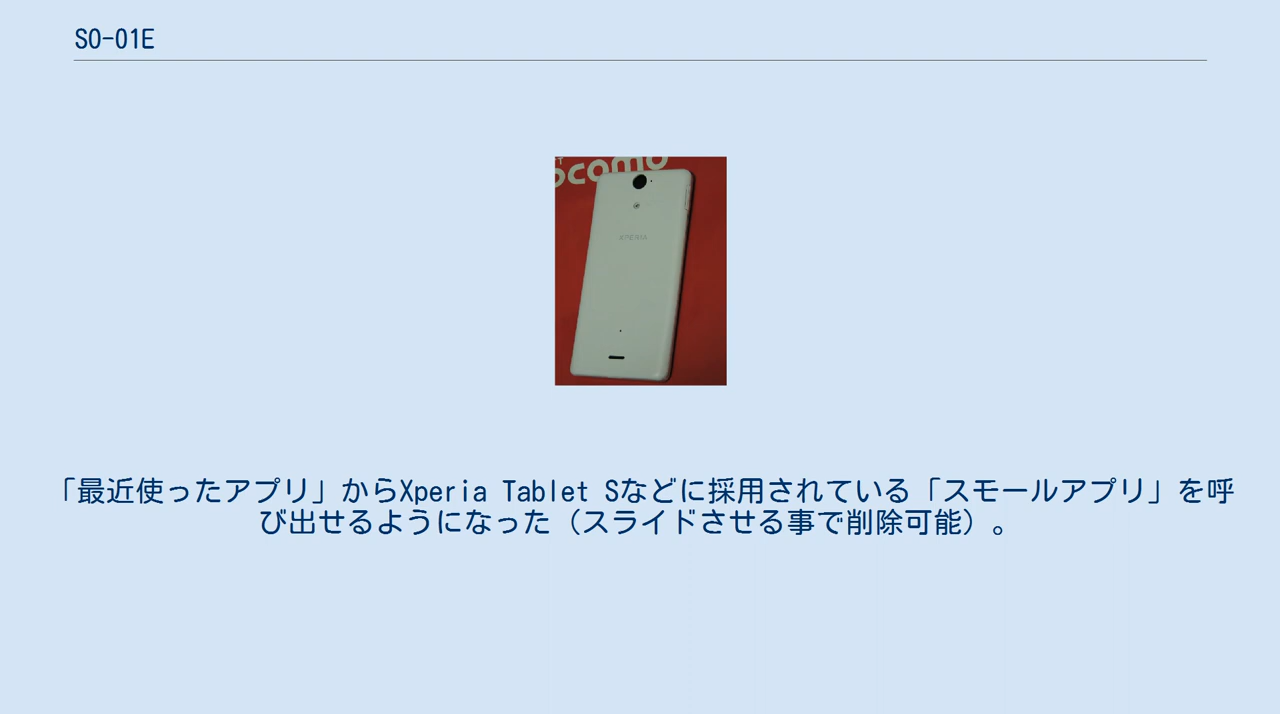 SO-01E
docomo
XPERIA
「最近使ったアプリ」からXperia Tablet Sなどに採用されている「スモールアプリ」を呼
び出せるようになった（スライドさせる事で削除可能）。